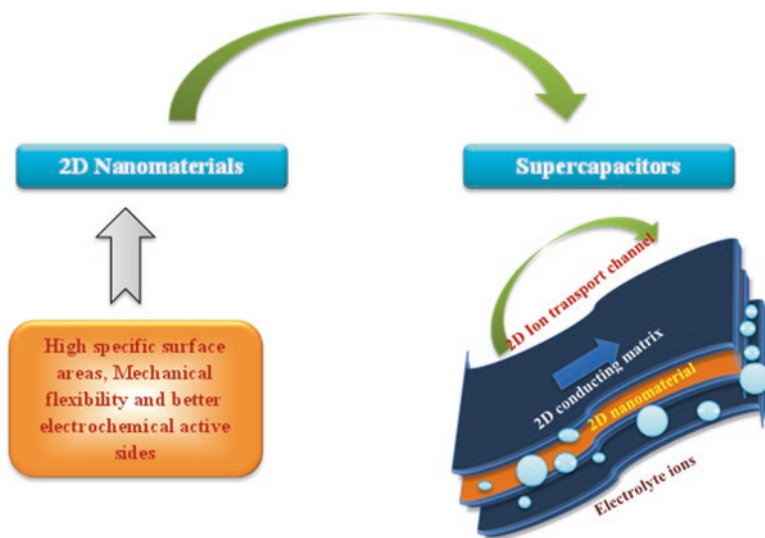 2D Nanomaterials
Supercapacitors
High specific surface
areas, Mechanical
flexibility and better
electrochemical active
sides
2D Ion transport channel
2D conducting matrix
2D nanomaterial
Electrolyte ions